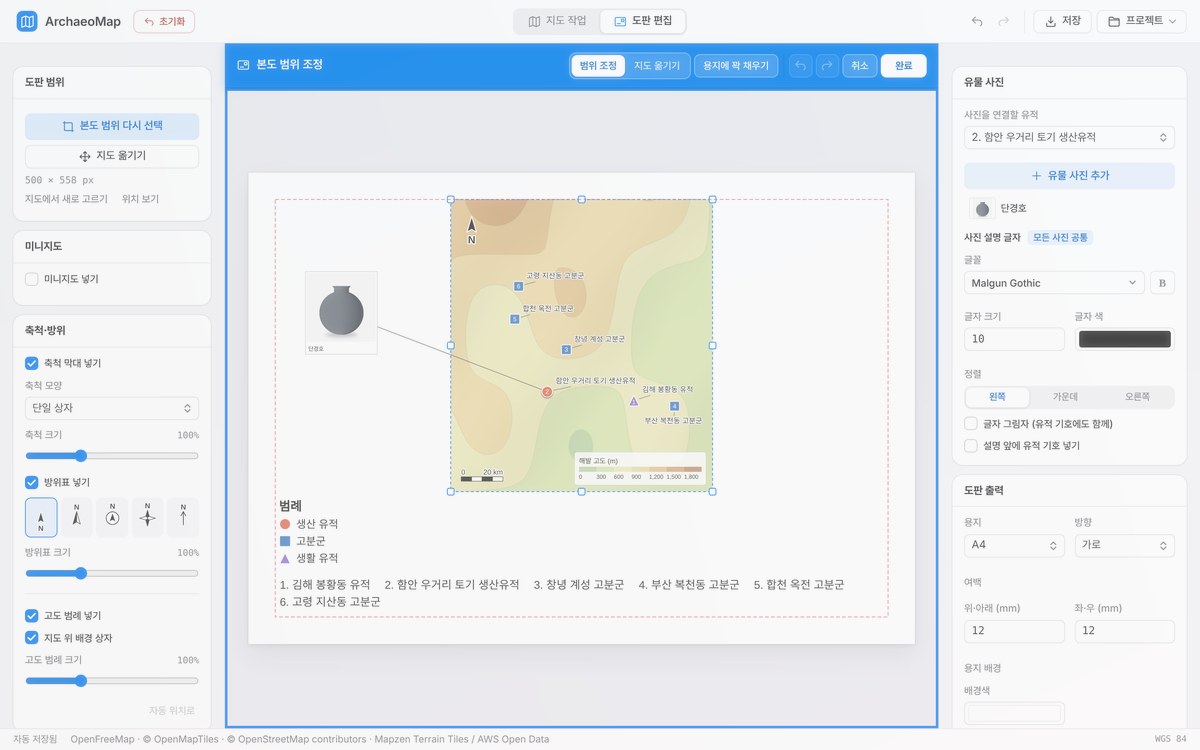 ArchaeoMap
초기화
지도 작업
도판 편집
저장
프로젝트
도판 범위
본도 범위 다시 선택
지도 옮기기
500 × 558 px
지도에서 새로 고르기 위치 보기
미니지도
미니지도 넣기
축척·방위
축척 막대 넣기
축척 모양
단일 상자
축척 크기 100%
방위표 넣기
N N N N N
방위표 크기 100%
고도 범례 넣기
지도 위 배경 상자
고도 범례 크기 100%
자동 위치로
본도 범위 조정
범위 조정
지도 옮기기
용지에 꽉 채우기
취소
완료
N
고령 지산동 고분군
6
합천 옥전 고분군
5
창녕 계성 고분군
3
함안 우거리 토기 생산유적
2
김해 봉황동 유적
1
4
부산 복천동 고분군
단경호
0 20 km
해발 고도 (m)
0 300 600 900 1,200 1,500 1,800
범례
생산 유적
고분군
생활 유적
1. 김해 봉황동 유적 2. 함안 우거리 토기 생산유적 3. 창녕 계성 고분군 4. 부산 복천동 고분군 5. 합천 옥전 고분군
6. 고령 지산동 고분군
유물 사진
사진을 연결할 유적
2. 함안 우거리 토기 생산유적
유물 사진 추가
단경호
사진 설명 글자 모든 사진 공통
글꼴
Malgun Gothic B
글자 크기 글자 색
10
정렬
왼쪽 가운데 오른쪽
글자 그림자 (유적 기호에도 함께)
설명 앞에 유적 기호 넣기
도판 출력
용지 방향
A4 가로
여백
위·아래 (mm) 좌·우 (mm)
12 12
용지 배경
배경색
자동 저장됨 OpenFreeMap · © OpenMapTiles · © OpenStreetMap contributors · Mapzen Terrain Tiles / AWS Open Data
WGS 84